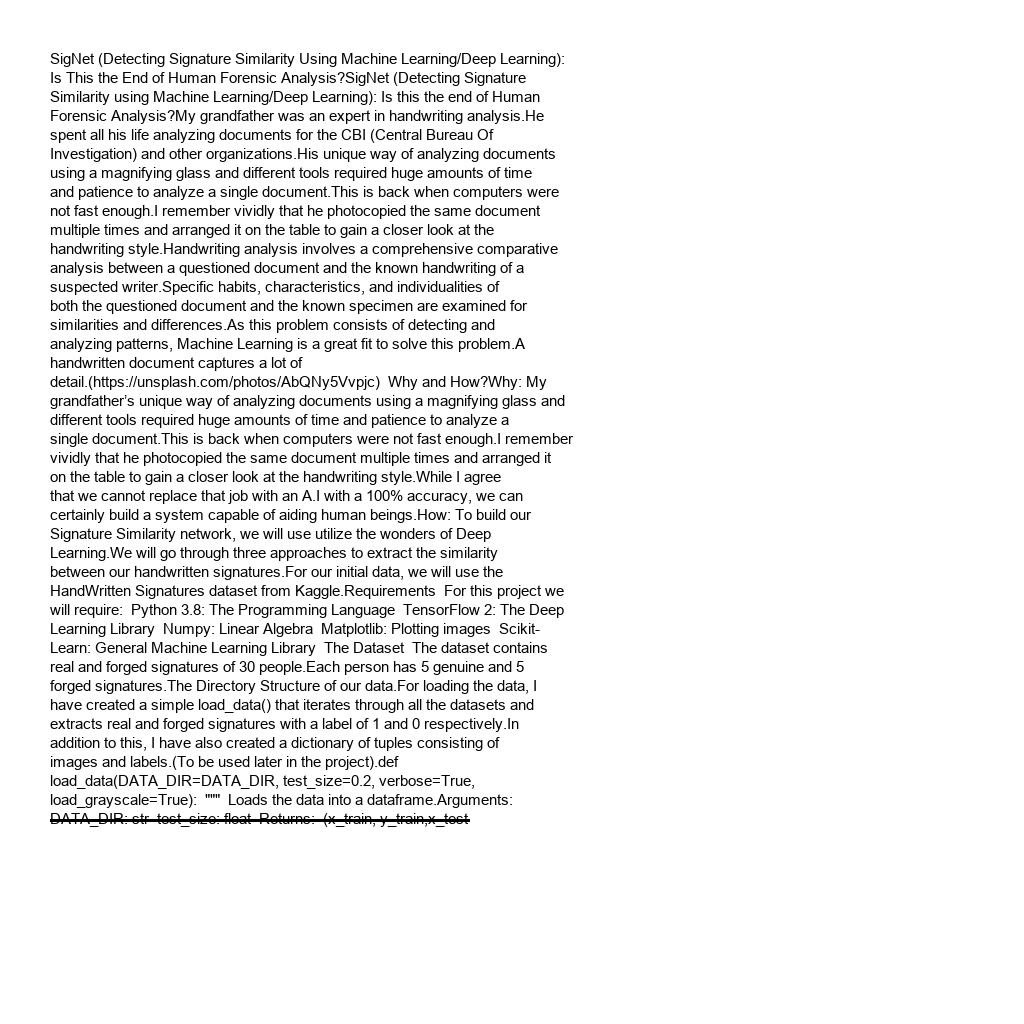 SigNet (Detecting Signature Similarity Using Machine Learning/Deep Learning):
Is This the End of Human Forensic Analysis?SigNet (Detecting Signature
Similarity using Machine Learning/Deep Learning): Is this the end of Human
Forensic Analysis?My grandfather was an expert in handwriting analysis.He
spent all his life analyzing documents for the CBI (Central Bureau Of
Investigation) and other organizations.His unique way of analyzing documents
using a magnifying glass and different tools required huge amounts of time
and patience to analyze a single document.This is back when computers were
not fast enough.I remember vividly that he photocopied the same document
multiple times and arranged it on the table to gain a closer look at the
handwriting style.Handwriting analysis involves a comprehensive comparative
analysis between a questioned document and the known handwriting of a
suspected writer.Specific habits, characteristics, and individualities of
both the questioned document and the known specimen are examined for
similarities and differences.As this problem consists of detecting and
analyzing patterns, Machine Learning is a great fit to solve this problem.A
handwritten document captures a lot of
detail.(https://unsplash.com/photos/AbQNy5Vvpjc)  Why and How?Why: My
grandfather's unique way of analyzing documents using a magnifying glass and
different tools required huge amounts of time and patience to analyze a
single document.This is back when computers were not fast enough.I remember
vividly that he photocopied the same document multiple times and arranged it
on the table to gain a closer look at the handwriting style.While I agree
that we cannot replace that job with an A.I with a 100% accuracy, we can
certainly build a system capable of aiding human beings.How: To build our
Signature Similarity network, we will use utilize the wonders of Deep
Learning.We will go through three approaches to extract the similarity
between our handwritten signatures.For our initial data, we will use the
HandWritten Signatures dataset from Kaggle.Requirements  For this project we
will require:  Python 3.8: The Programming Language  TensorFlow 2: The Deep
Learning Library  Numpy: Linear Algebra  Matplotlib: Plotting images  Scikit-
Learn: General Machine Learning Library  The Dataset  The dataset contains
real and forged signatures of 30 people.Each person has 5 genuine and 5
forged signatures.The Directory Structure of our data.For loading the data, I
have created a simple load_data() that iterates through all the datasets and
extracts real and forged signatures with a label of 1 and 0 respectively.In
addition to this, I have also created a dictionary of tuples consisting of
images and labels.(To be used later in the project).def
load_data(DATA_DIR=DATA_DIR, test_size=0.2, verbose=True,
load_grayscale=True):  """  Loads the data into a dataframe.Arguments:
DATA_DIR: str  test_size: float  Returns:  (x_train, y_train,x_test